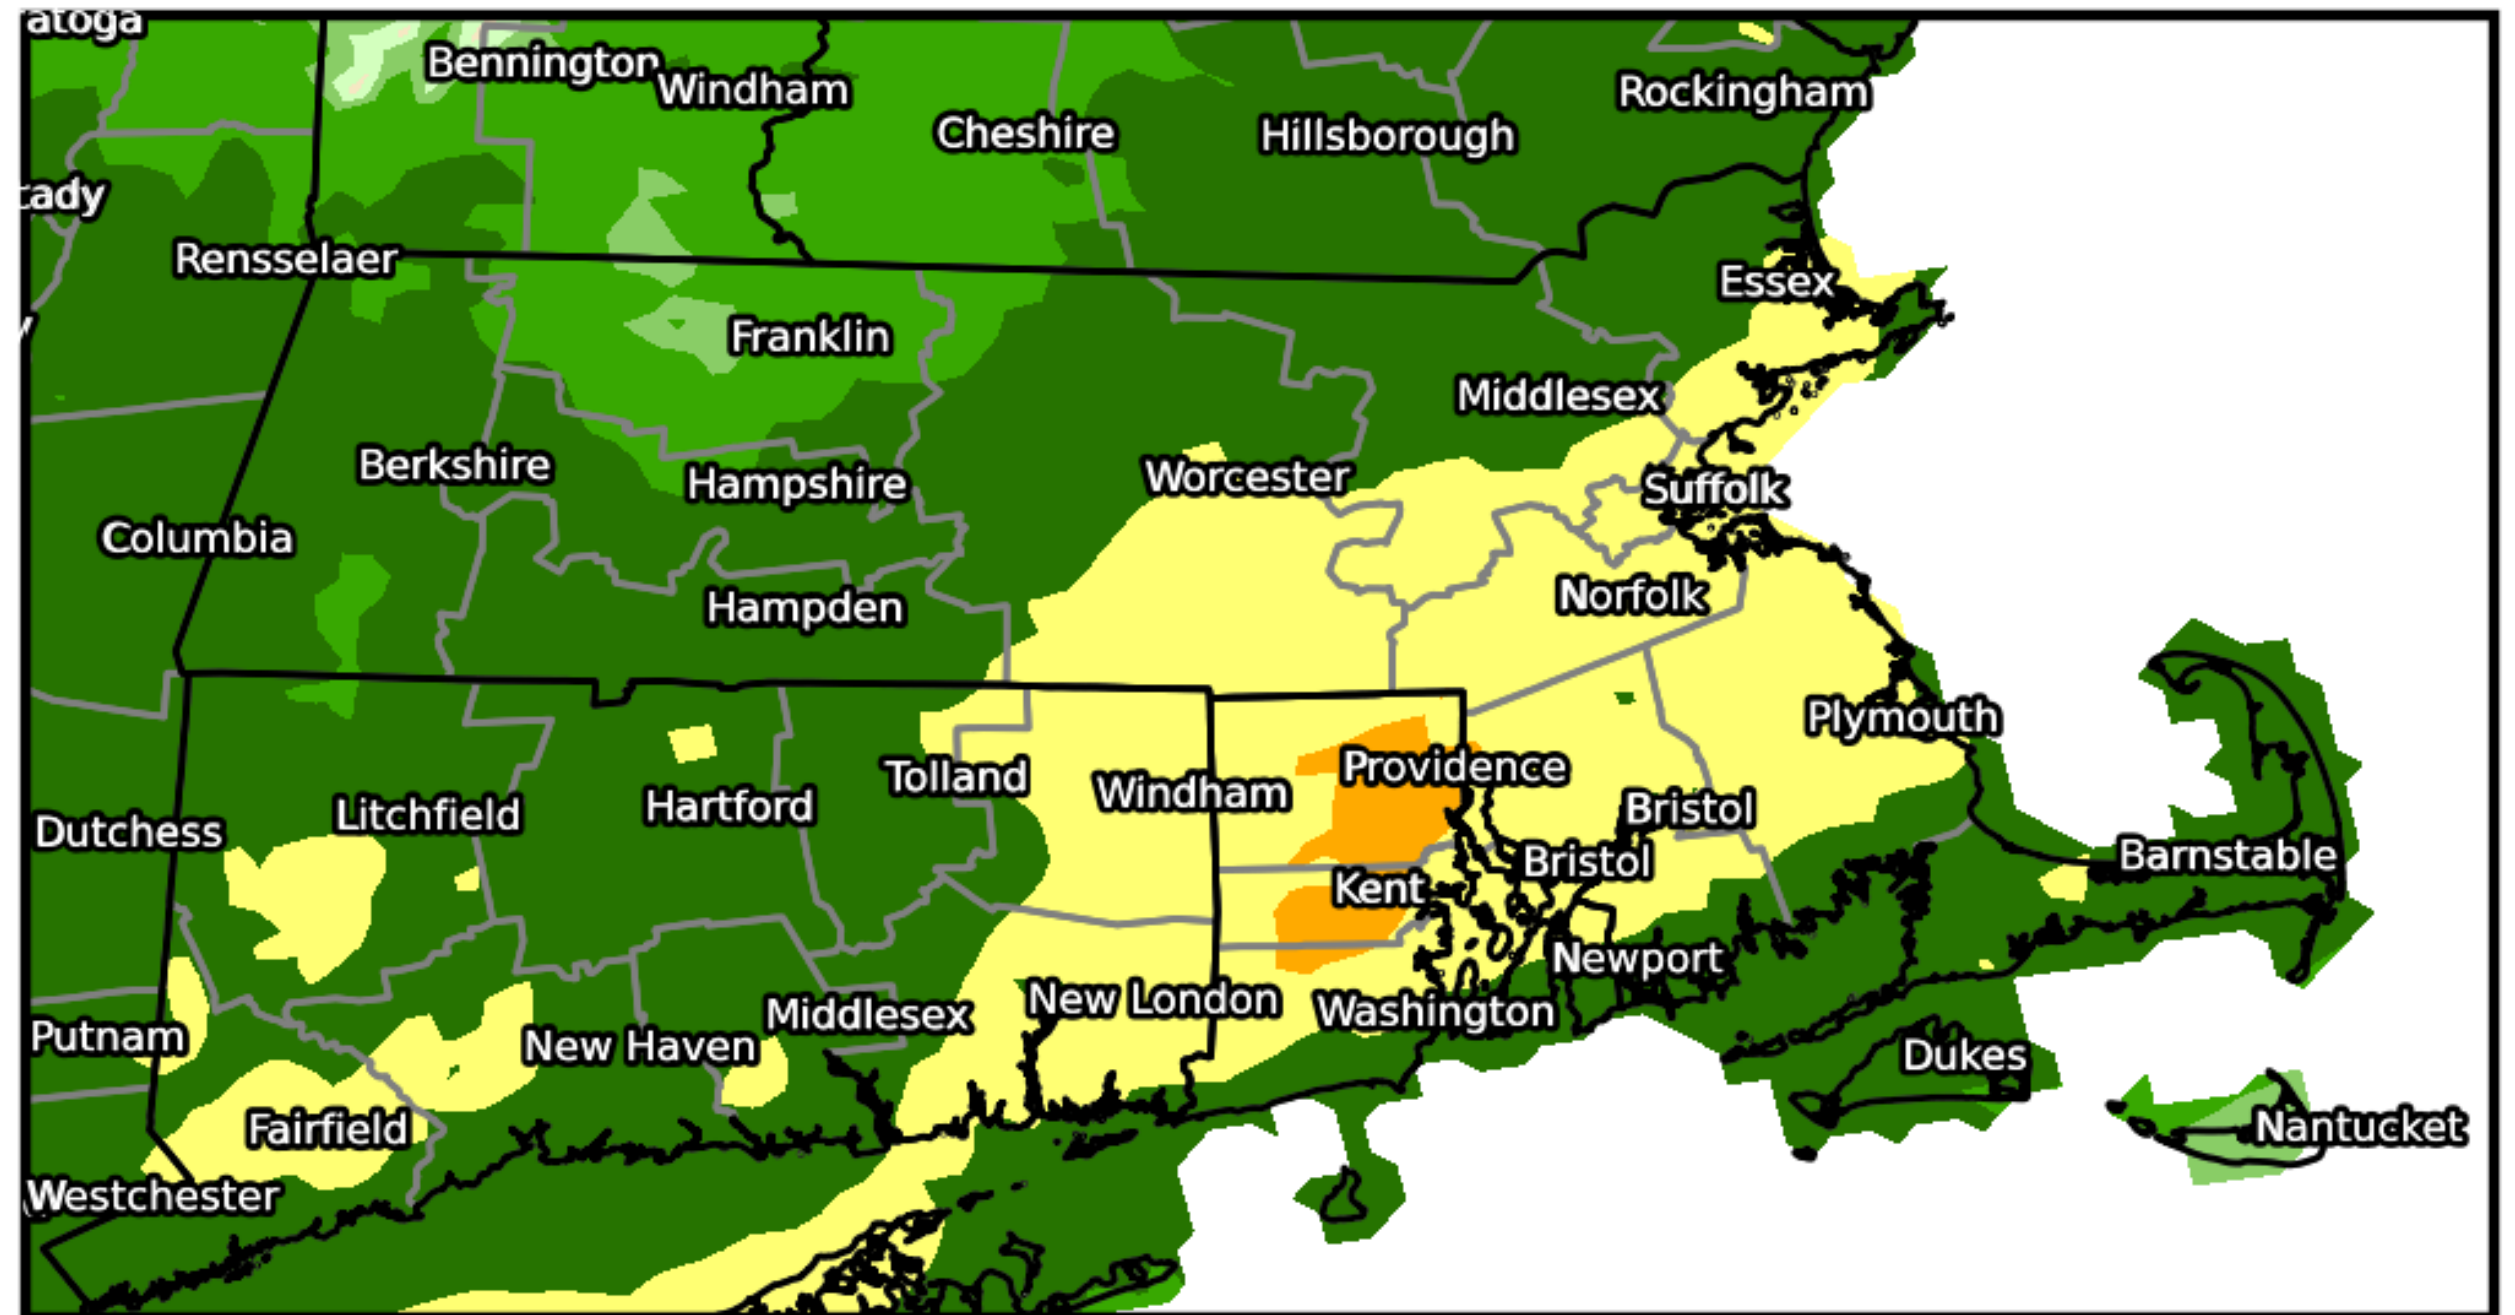 atoga
Bennington
Windham
Rockingham
Cheshire
Hillsborough
cady
Rensselaer
Essex
Franklin
Middlesex
Berkshire
Hampshire
Worcester
Suffolk
Columbia
Hampden
Norfolk
Plymouth
Providence
Tolland
Windham
Litchfield
Hartford
Bristol
Dutchess
Bristol
Barnstable
Kent
Newport
New London
Washington
Middlesex
Putnam
New Haven
Dukes
Fairfield
Nantucket
Westchester